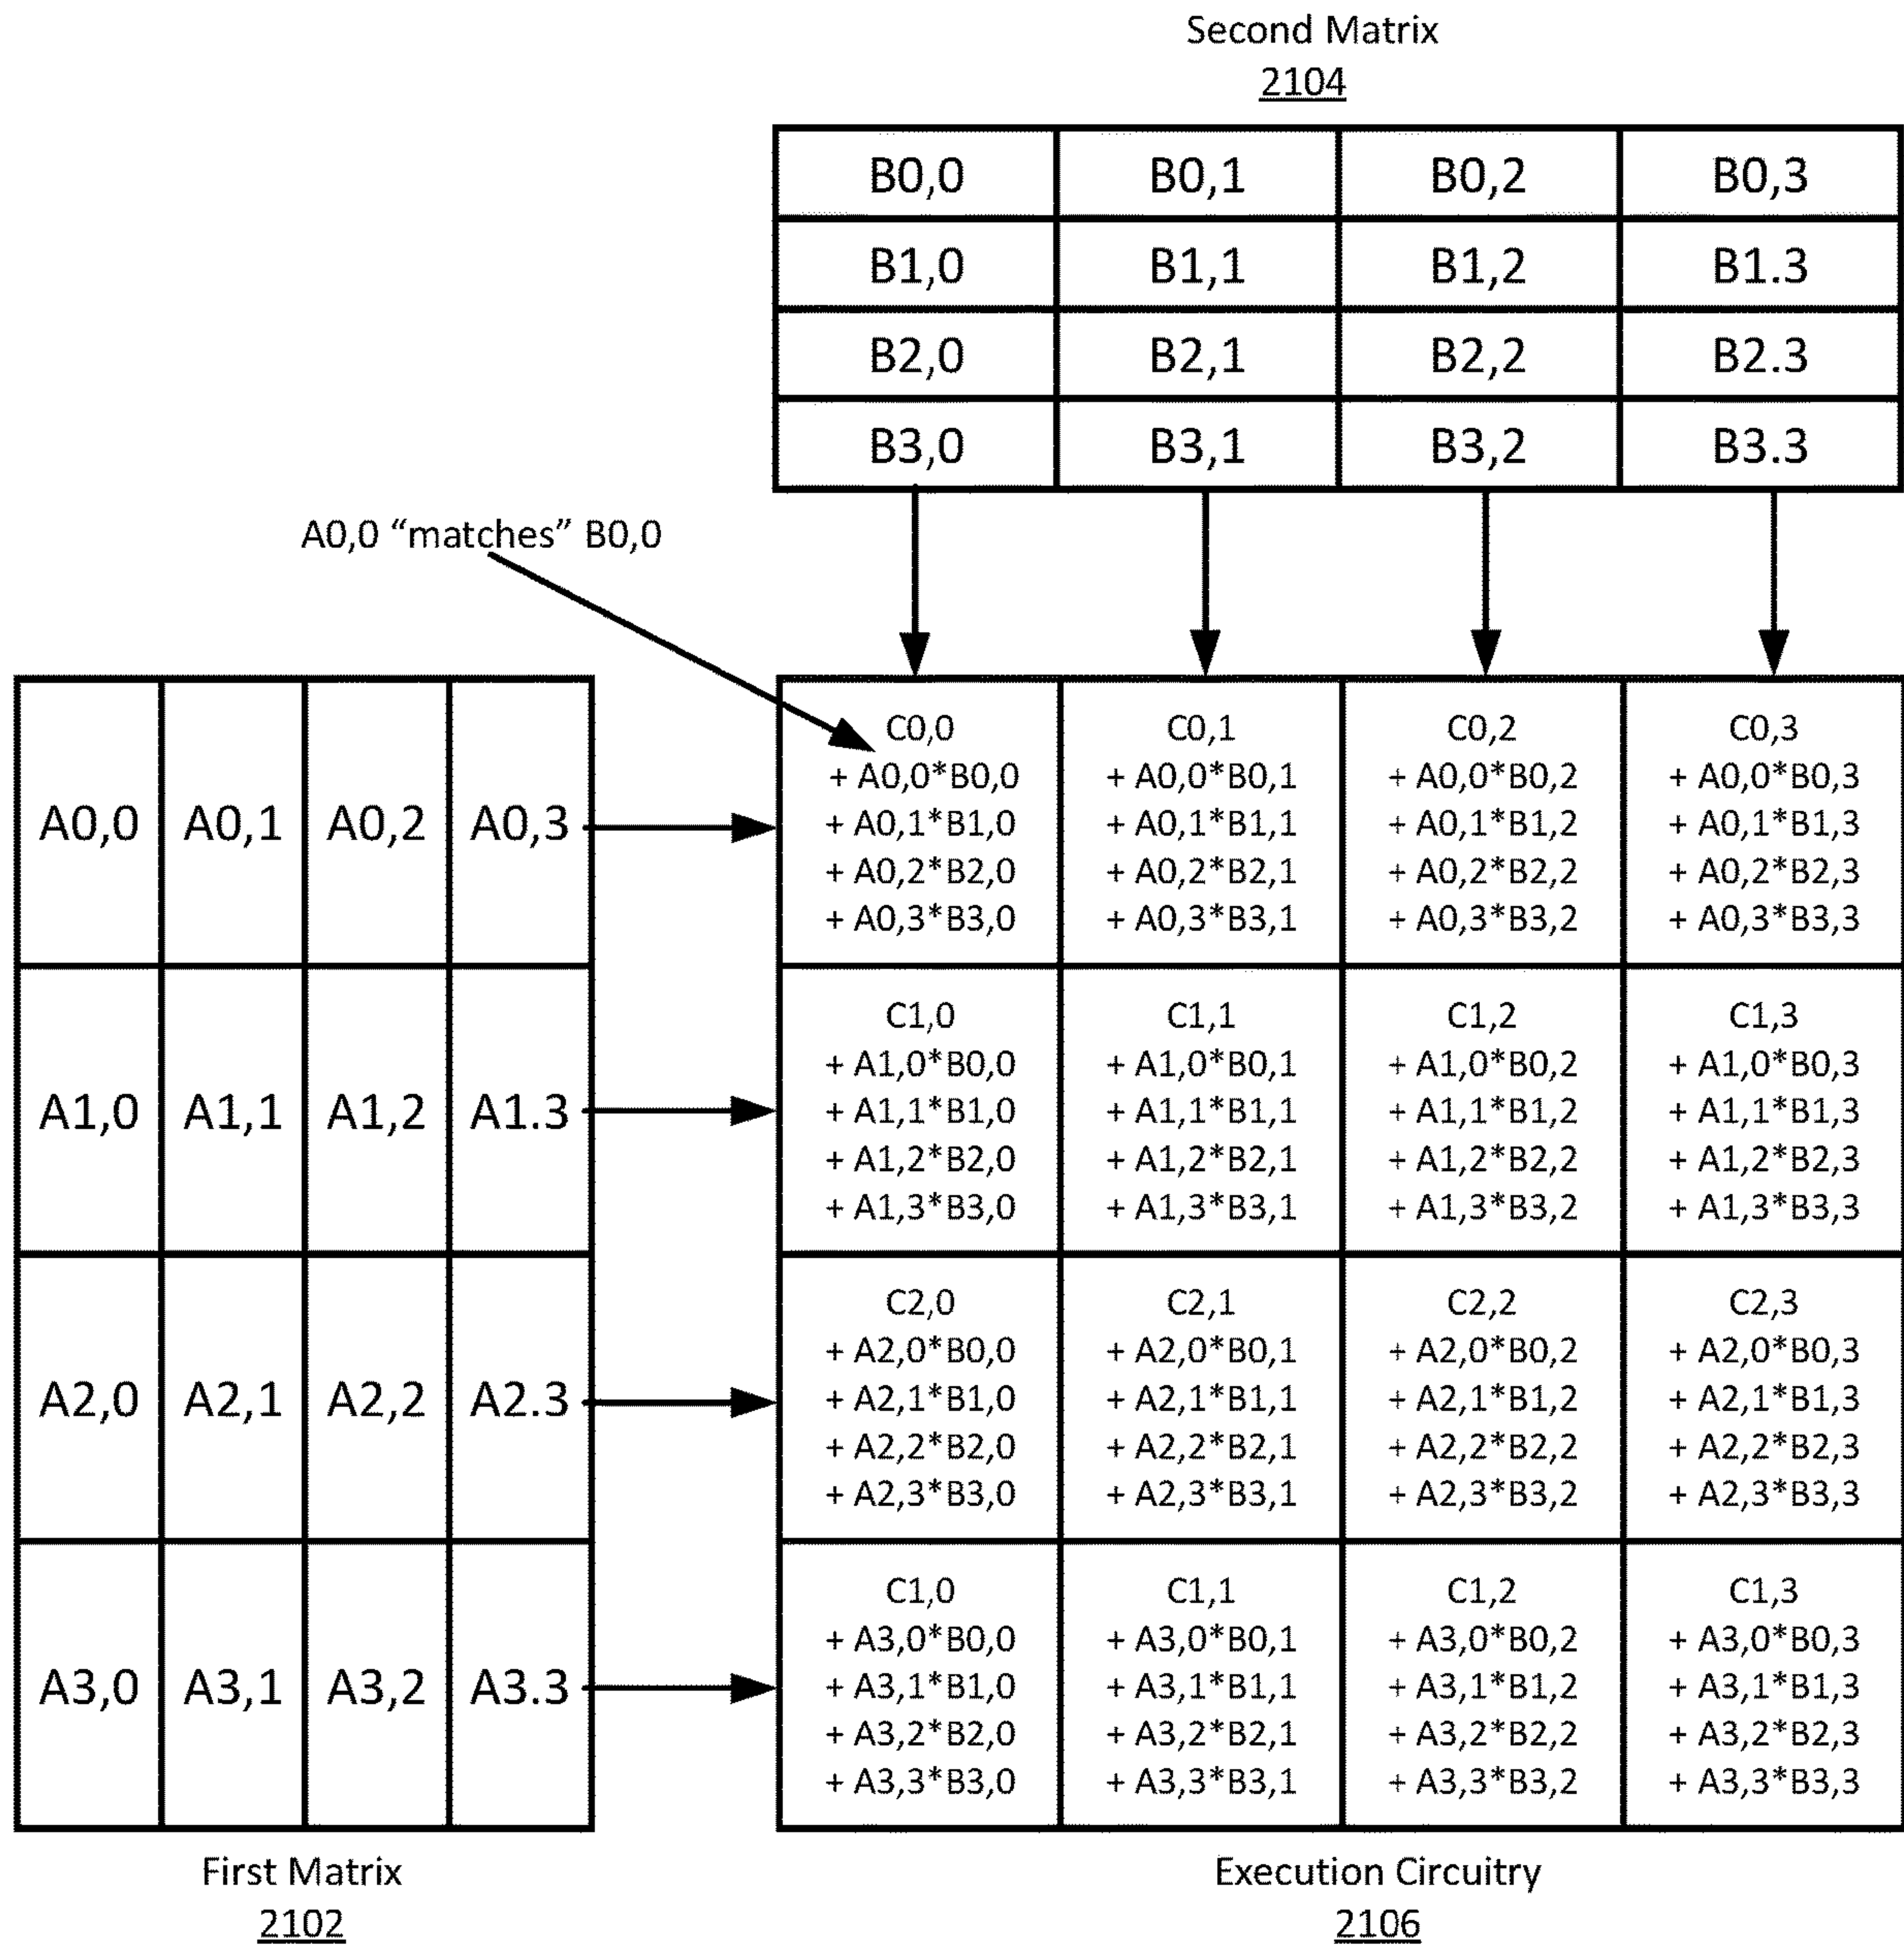 Second Matrix
2104
B0,0 B0,1 B0,2 B0,3
B1,0 B1,1 B1,2 B1.3
B2,0 B2,1 B2,2 B2.3
B3,0 B3,1 B3,2 B3.3
A0,0 “matches” B0,0
A0,0 A0,1 A0,2 A0,3
A1,0 A1,1 A1,2 A1.3
A2,0 A2,1 A2,2 A2.3
A3,0 A3,1 A3,2 A3.3
First Matrix
2102
C0,0 C0,1 C0,2 C0,3
+ A0,0*B0,0 + A0,0*B0,1 + A0,0*B0,2 + A0,0*B0,3
+ A0,1*B1,0 + A0,1*B1,1 + A0,1*B1,2 + A0,1*B1,3
+ A0,2*B2,0 + A0,2*B2,1 + A0,2*B2,2 + A0,2*B2,3
+ A0,3*B3,0 + A0,3*B3,1 + A0,3*B3,2 + A0,3*B3,3
C1,0 C1,1 C1,2 C1,3
+ A1,0*B0,0 + A1,0*B0,1 + A1,0*B0,2 + A1,0*B0,3
+ A1,1*B1,0 + A1,1*B1,1 + A1,1*B1,2 + A1,1*B1,3
+ A1,2*B2,0 + A1,2*B2,1 + A1,2*B2,2 + A1,2*B2,3
+ A1,3*B3,0 + A1,3*B3,1 + A1,3*B3,2 + A1,3*B3,3
C2,0 C2,1 C2,2 C2,3
+ A2,0*B0,0 + A2,0*B0,1 + A2,0*B0,2 + A2,0*B0,3
+ A2,1*B1,0 + A2,1*B1,1 + A2,1*B1,2 + A2,1*B1,3
+ A2,2*B2,0 + A2,2*B2,1 + A2,2*B2,2 + A2,2*B2,3
+ A2,3*B3,0 + A2,3*B3,1 + A2,3*B3,2 + A2,3*B3,3
C1,0 C1,1 C1,2 C1,3
+ A3,0*B0,0 + A3,0*B0,1 + A3,0*B0,2 + A3,0*B0,3
+ A3,1*B1,0 + A3,1*B1,1 + A3,1*B1,2 + A3,1*B1,3
+ A3,2*B2,0 + A3,2*B2,1 + A3,2*B2,2 + A3,2*B2,3
+ A3,3*B3,0 + A3,3*B3,1 + A3,3*B3,2 + A3,3*B3,3
Execution Circuitry
2106